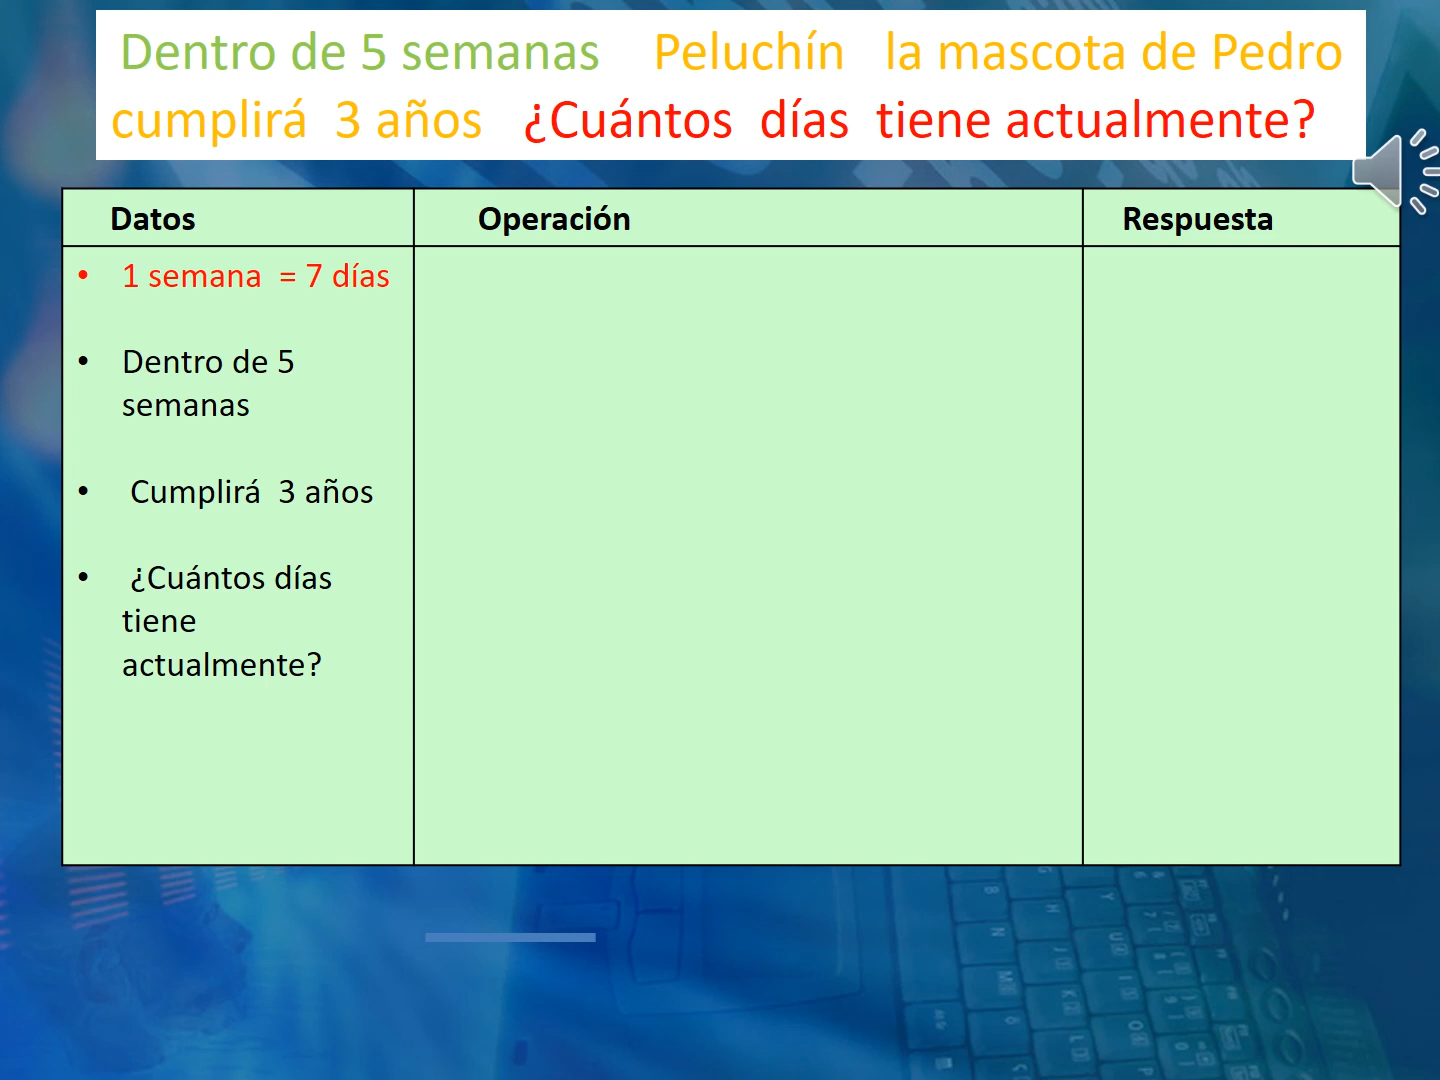 Dentro de 5 semanas Peluchín la mascota de Pedro
cumplirá 3 años ¿Cuántos días tiene actualmente?
Datos
Operación
Respuesta
• 1 semana = 7 días
• Dentro de 5
semanas
• Cumplirá 3 años
• ¿Cuántos días
tiene
actualmente?